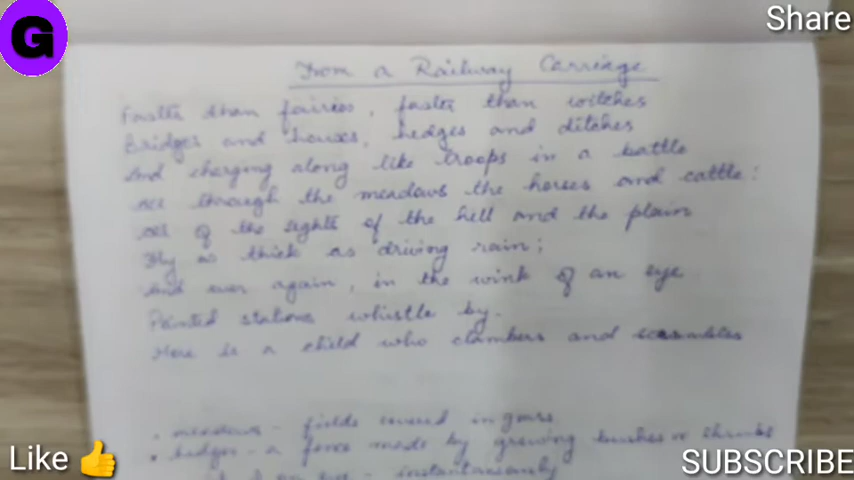 G
Share
From a Railway Carriage
Faster than fairies, faster than witches
Bridges and houses, hedges and ditches
And charging along like troops in a battle
All through the meadows the horses and cattle:
All of the sights of the hill and the plain
Fly as thick as driving rain;
And ever again, in the wink of an eye
Painted stations whistle by.
Here is a child who clambers and scrambles
• meadows - fields covered in grass
• hedges - a fence made by growing bushes or shrubs
an eye - instantaneously
Like 👍
SUBSCRIBE